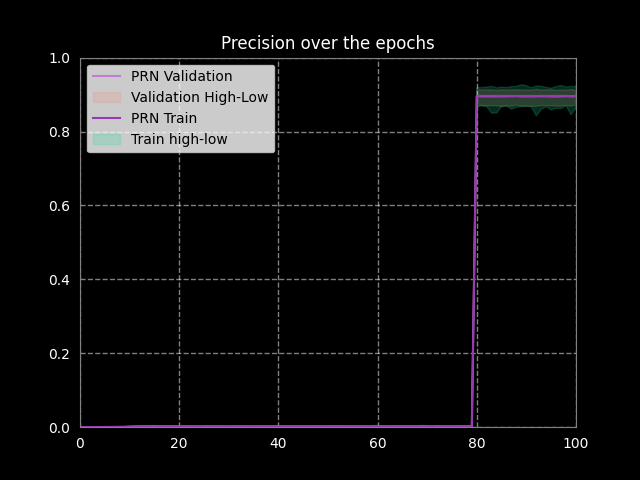 Precision over the epochs
1.0
PRN Validation
Validation High-Low
PRN Train
Train high-low
0.8
0.6
0.4
0.2
0.0
0 20 40 60 80 100